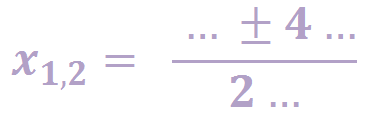 x₁,₂ = (... ± 4 ...) / (2 ...)